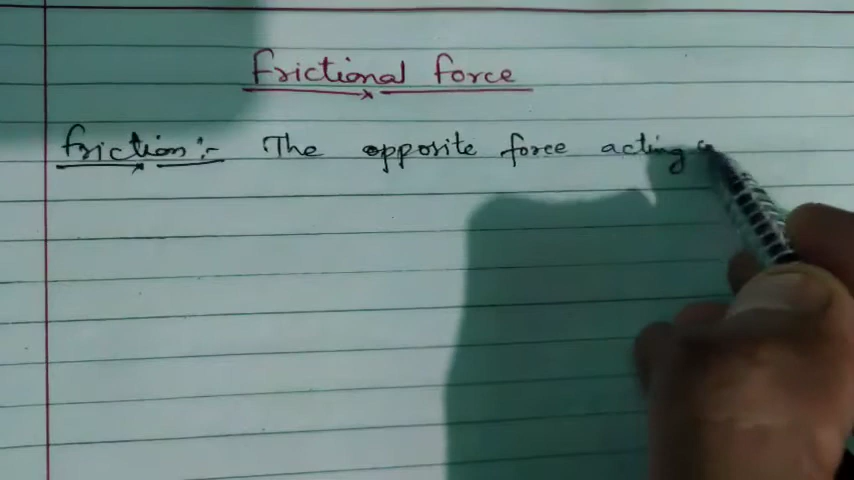 Frictional force
friction :- The opposite force acting